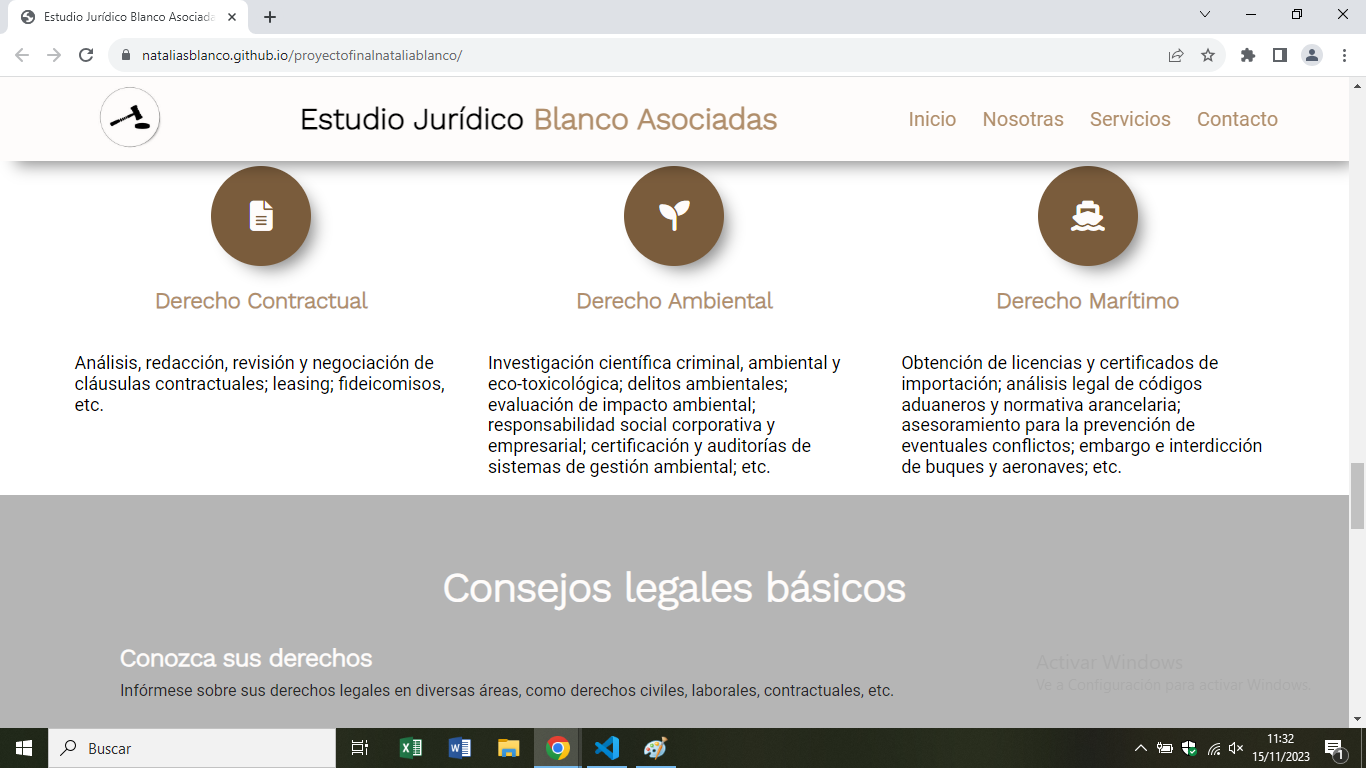 Estudio Jurídico Blanco Asociada
nataliasblanco.github.io/proyectofinalnataliablanco/
Estudio Jurídico Blanco Asociadas
Inicio Nosotras Servicios Contacto
Derecho Contractual
Análisis, redacción, revisión y negociación de
cláusulas contractuales; leasing; fideicomisos,
etc.
Derecho Ambiental
Investigación científica criminal, ambiental y
eco-toxicológica; delitos ambientales;
evaluación de impacto ambiental;
responsabilidad social corporativa y
empresarial; certificación y auditorías de
sistemas de gestión ambiental; etc.
Derecho Marítimo
Obtención de licencias y certificados de
importación; análisis legal de códigos
aduaneros y normativa arancelaria;
asesoramiento para la prevención de
eventuales conflictos; embargo e interdicción
de buques y aeronaves; etc.
Consejos legales básicos
Conozca sus derechos
Infórmese sobre sus derechos legales en diversas áreas, como derechos civiles, laborales, contractuales, etc.
Activar Windows
Ve a Configuración para activar Windows.
Buscar
11:32
15/11/2023
1